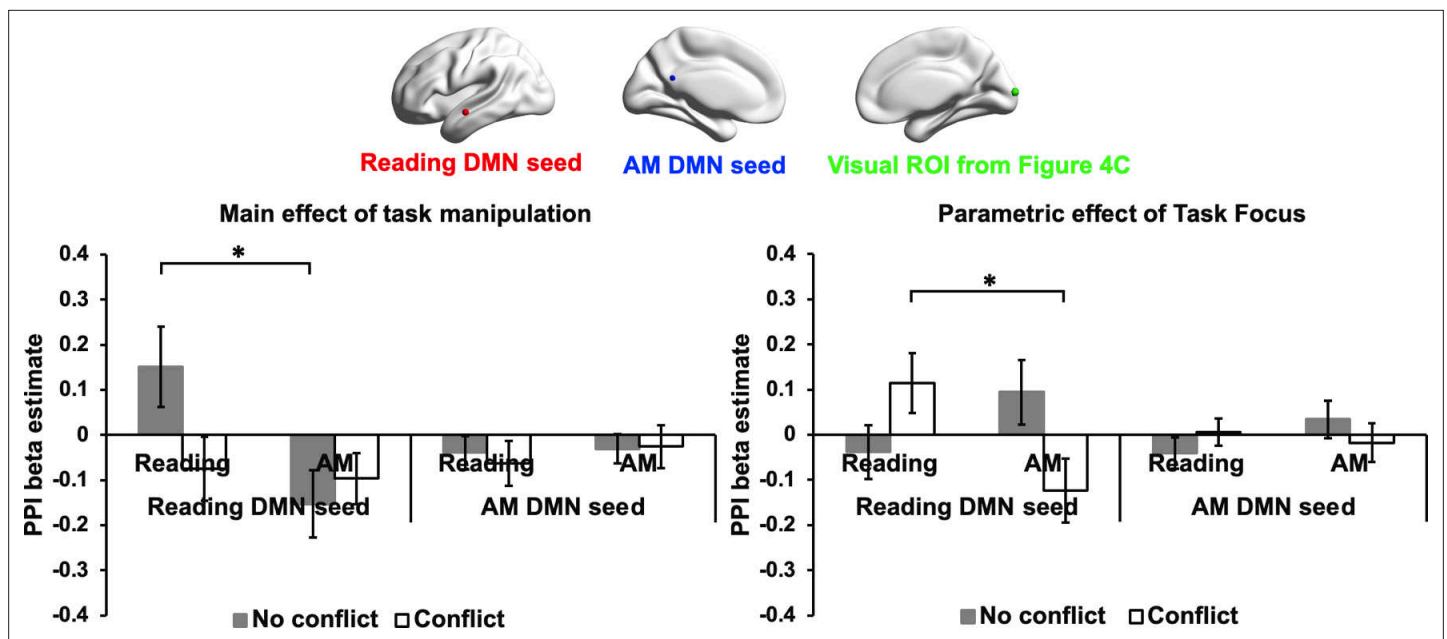 Reading DMN seed
AM DMN seed
Visual ROI from Figure 4C
Main effect of task manipulation
PPI beta estimate
0.4
0.3
0.2
0.1
0
-0.1
-0.2
-0.3
-0.4
*
Reading
AM
Reading
AM
Reading DMN seed
AM DMN seed
No conflict
Conflict
Parametric effect of Task Focus
PPI beta estimate
0.4
0.3
0.2
0.1
0
-0.1
-0.2
-0.3
-0.4
*
Reading
AM
Reading
AM
Reading DMN seed
AM DMN seed
No conflict
Conflict